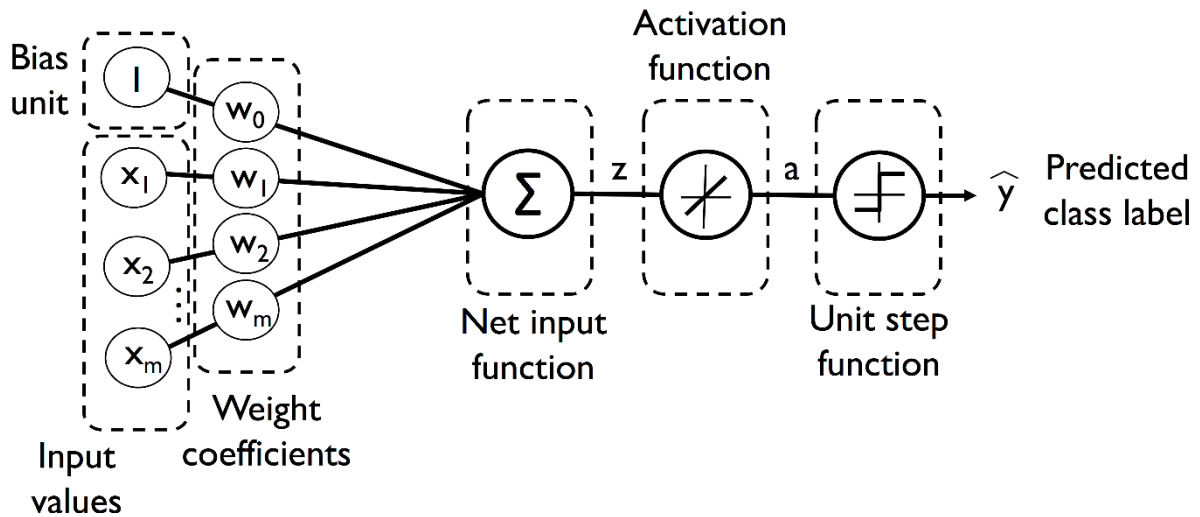 Bias
unit
1
x₁
x₂
⋮
xₘ
Input
values
w₀
w₁
w₂
wₘ
Weight
coefficients
Σ
Net input
function
z
Activation
function
a
Unit step
function
ŷ
Predicted
class label